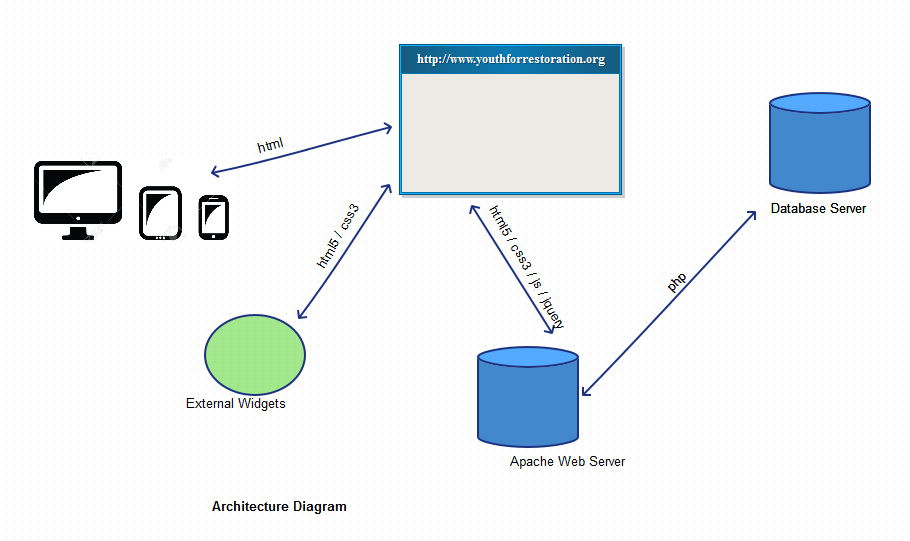 http://www.youthforrestoration.org
html
html5 / css3
html5 / css3 / js / jquery
php
Database Server
External Widgets
Apache Web Server
Architecture Diagram